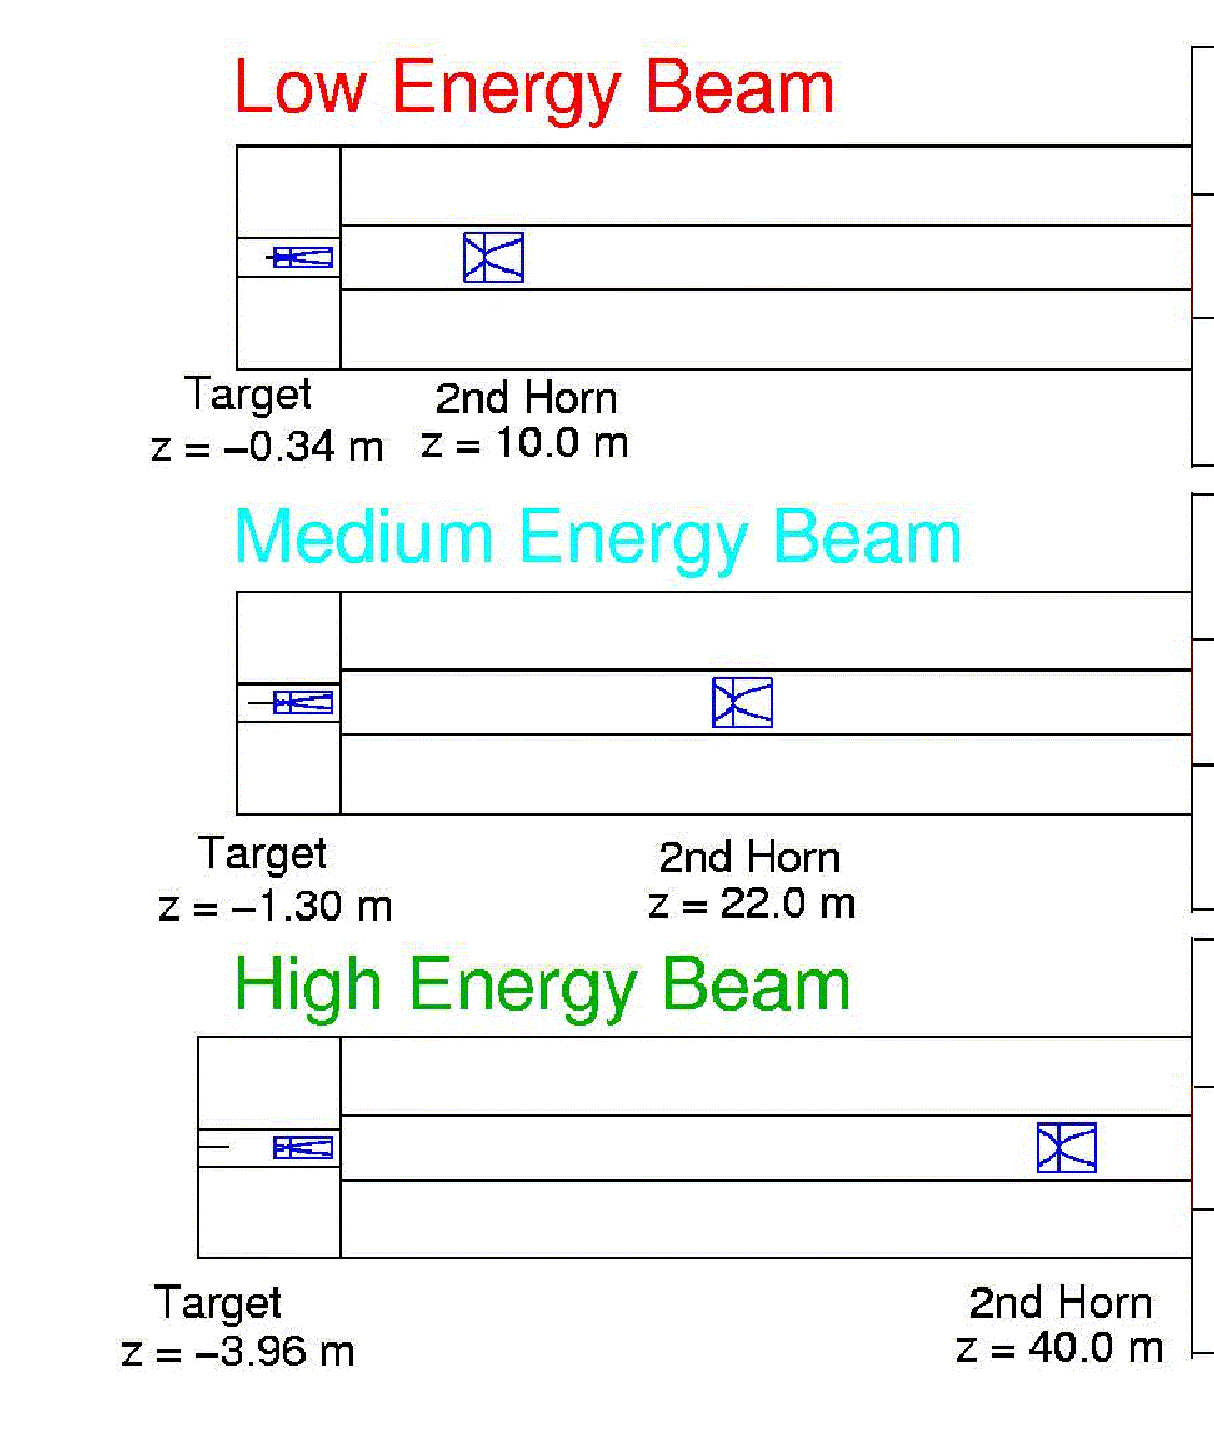 Low Energy Beam
Target
z = −0.34 m
2nd Horn
z = 10.0 m
Medium Energy Beam
Target
z = −1.30 m
2nd Horn
z = 22.0 m
High Energy Beam
Target
z = −3.96 m
2nd Horn
z = 40.0 m